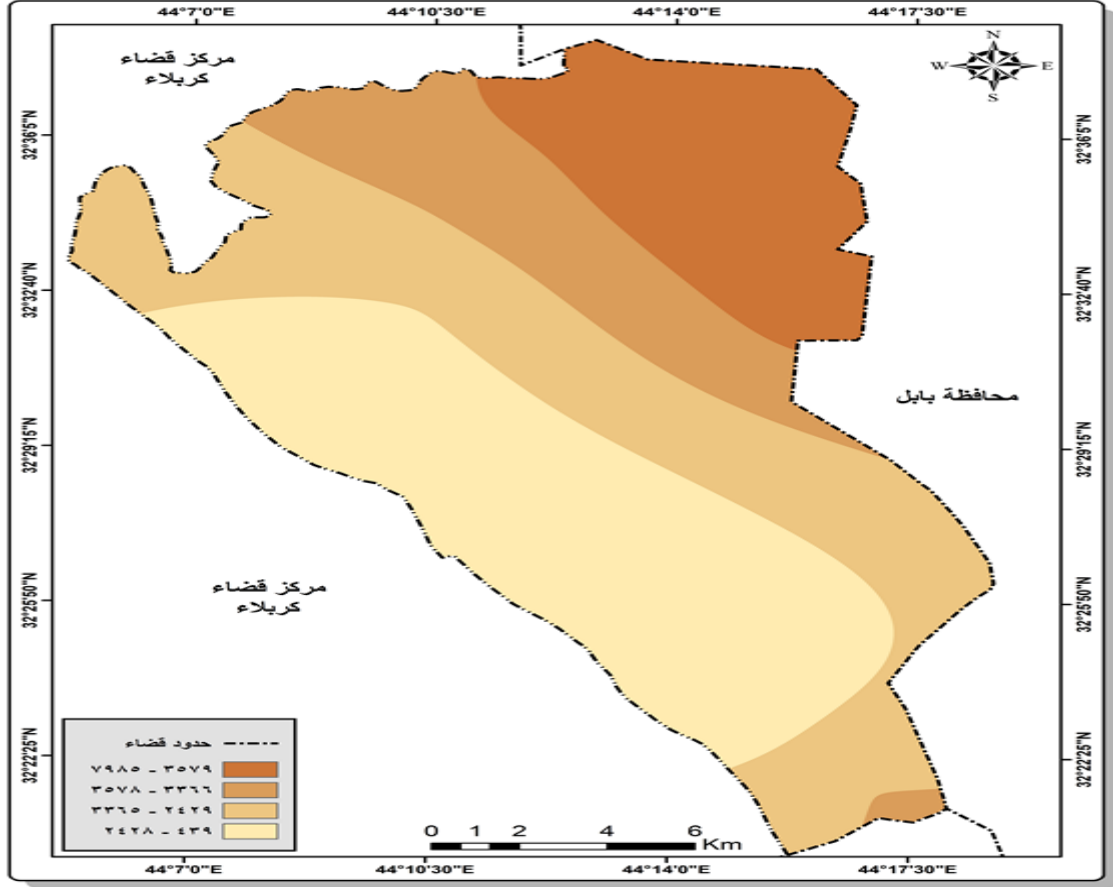 44°7'0"E 44°10'30"E 44°14'0"E 44°17'30"E
مركز قضاء
كربلاء
N
W E
S
32°36'5"N 32°36'5"N
32°32'40"N 32°32'40"N
محافظة بابل
32°29'15"N 32°29'15"N
مركز قضاء
كربلاء
32°25'50"N 32°25'50"N
32°22'25"N 32°22'25"N
حدود قضاء
٣٥٧٩ - ٧٩٨٥
٣٣٦٦ - ٣٥٧٨
٢٤٢٩ - ٣٣٦٥
٤٣٩ - ٢٤٢٨
0 1 2 4 6
Km
44°7'0"E 44°10'30"E 44°14'0"E 44°17'30"E